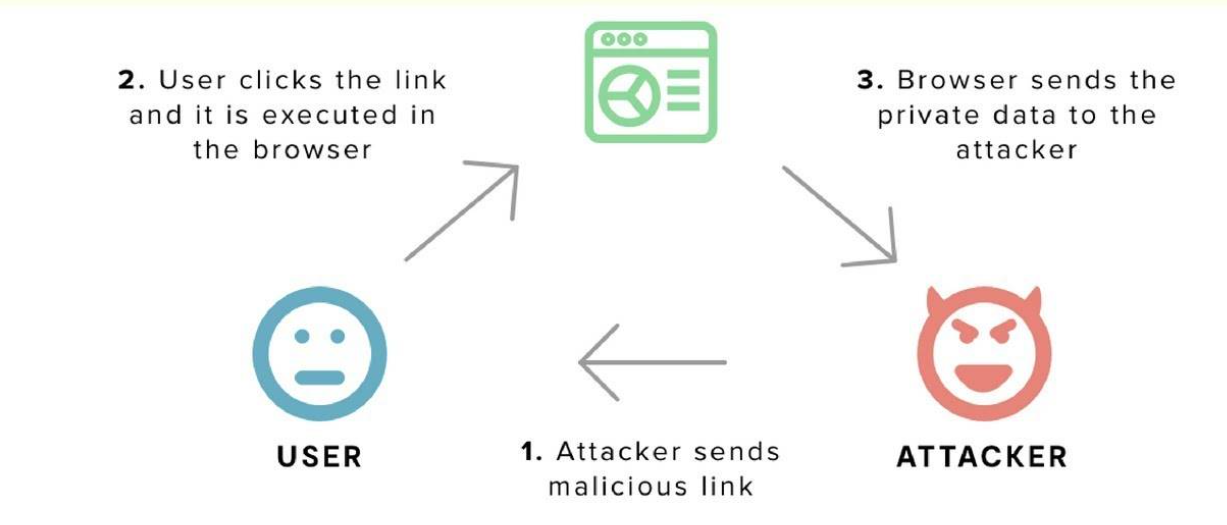 2. User clicks the link
and it is executed in
the browser
3. Browser sends the
private data to the
attacker
USER
1. Attacker sends
malicious link
ATTACKER